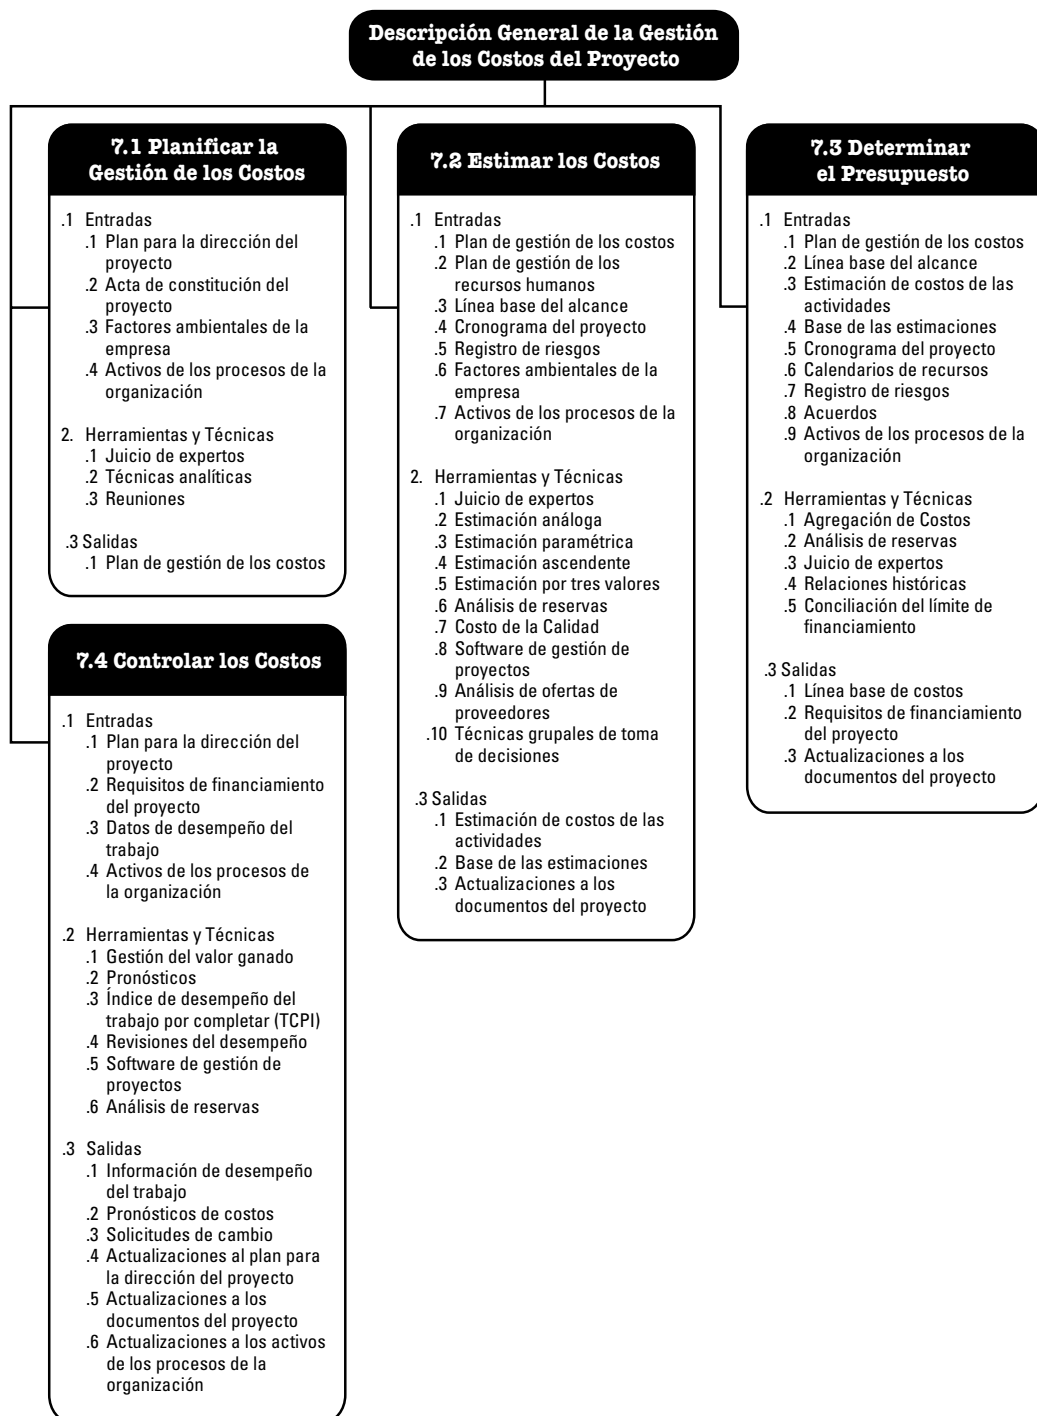 Descripción General de la Gestión
de los Costos del Proyecto
7.1 Planificar la
Gestión de los Costos
.1 Entradas
.1 Plan para la dirección del
proyecto
.2 Acta de constitución del
proyecto
.3 Factores ambientales de la
empresa
.4 Activos de los procesos de la
organización
2. Herramientas y Técnicas
.1 Juicio de expertos
.2 Técnicas analíticas
.3 Reuniones
.3 Salidas
.1 Plan de gestión de los costos
7.2 Estimar los Costos
.1 Entradas
.1 Plan de gestión de los costos
.2 Plan de gestión de los
recursos humanos
.3 Línea base del alcance
.4 Cronograma del proyecto
.5 Registro de riesgos
.6 Factores ambientales de la
empresa
.7 Activos de los procesos de la
organización
2. Herramientas y Técnicas
.1 Juicio de expertos
.2 Estimación análoga
.3 Estimación paramétrica
.4 Estimación ascendente
.5 Estimación por tres valores
.6 Análisis de reservas
.7 Costo de la Calidad
.8 Software de gestión de
proyectos
.9 Análisis de ofertas de
proveedores
.10 Técnicas grupales de toma
de decisiones
.3 Salidas
.1 Estimación de costos de las
actividades
.2 Base de las estimaciones
.3 Actualizaciones a los
documentos del proyecto
7.3 Determinar
el Presupuesto
.1 Entradas
.1 Plan de gestión de los costos
.2 Línea base del alcance
.3 Estimación de costos de las
actividades
.4 Base de las estimaciones
.5 Cronograma del proyecto
.6 Calendarios de recursos
.7 Registro de riesgos
.8 Acuerdos
.9 Activos de los procesos de la
organización
.2 Herramientas y Técnicas
.1 Agregación de Costos
.2 Análisis de reservas
.3 Juicio de expertos
.4 Relaciones históricas
.5 Conciliación del límite de
financiamiento
.3 Salidas
.1 Línea base de costos
.2 Requisitos de financiamiento
del proyecto
.3 Actualizaciones a los
documentos del proyecto
7.4 Controlar los Costos
.1 Entradas
.1 Plan para la dirección del
proyecto
.2 Requisitos de financiamiento
del proyecto
.3 Datos de desempeño del
trabajo
.4 Activos de los procesos de
la organización
.2 Herramientas y Técnicas
.1 Gestión del valor ganado
.2 Pronósticos
.3 Índice de desempeño del
trabajo por completar (TCPI)
.4 Revisiones del desempeño
.5 Software de gestión de
proyectos
.6 Análisis de reservas
.3 Salidas
.1 Información de desempeño
del trabajo
.2 Pronósticos de costos
.3 Solicitudes de cambio
.4 Actualizaciones al plan para
la dirección del proyecto
.5 Actualizaciones a los
documentos del proyecto
.6 Actualizaciones a los activos
de los procesos de la
organización